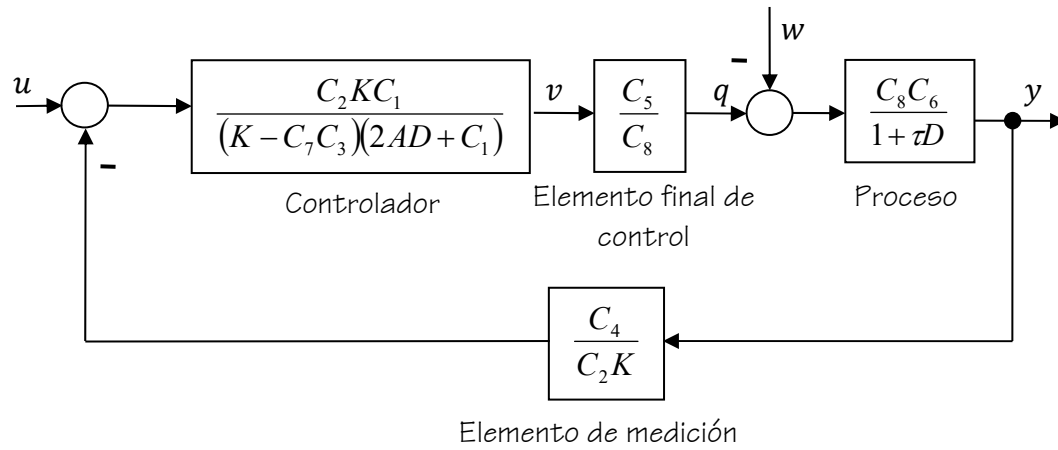 w
−
u
C₂KC₁
(K − C₇C₃)(2AD + C₁)
v
C₅
C₈
q
C₈C₆
1 + τD
y
−
Controlador
Elemento final de
control
Proceso
C₄
C₂K
Elemento de medición